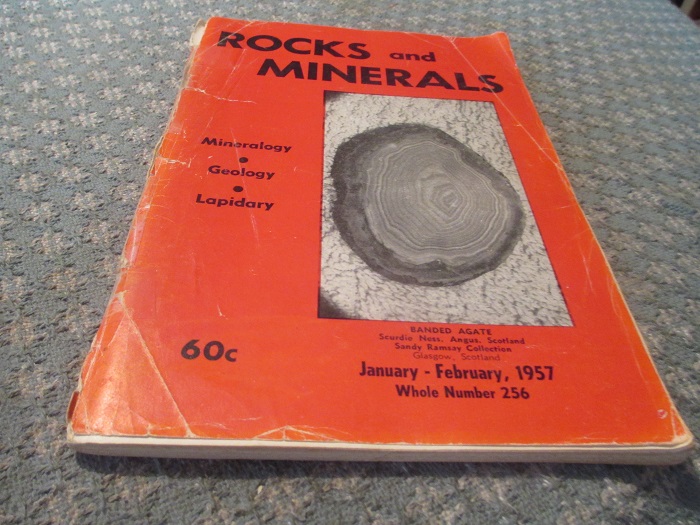 ROCKS and
MINERALS
Mineralogy
•
Geology
•
Lapidary
BANDED AGATE
Scurdie Ness, Angus, Scotland
Sandy Ramsay Collection
Glasgow, Scotland
60c
January - February, 1957
Whole Number 256